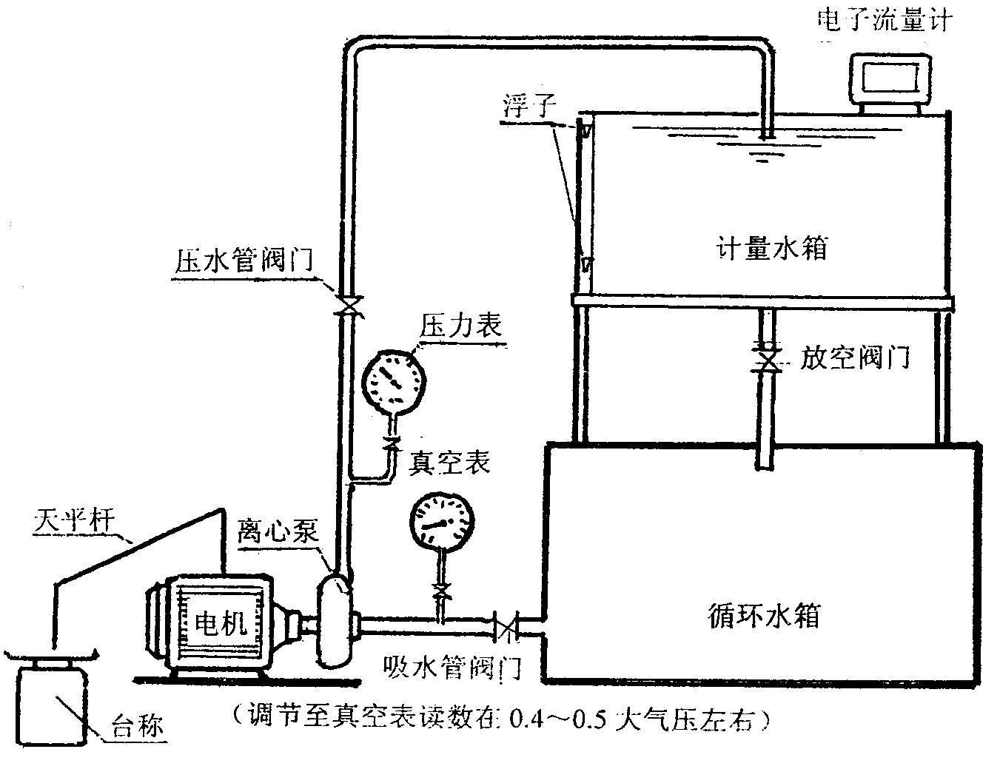 电子流量计
浮子
计量水箱
压水管阀门
压力表
放空阀门
真空表
天平杆
离心泵
电机
循环水箱
吸水管阀门
台称
（调节至真空表读数在 0.4～0.5 大气压左右）